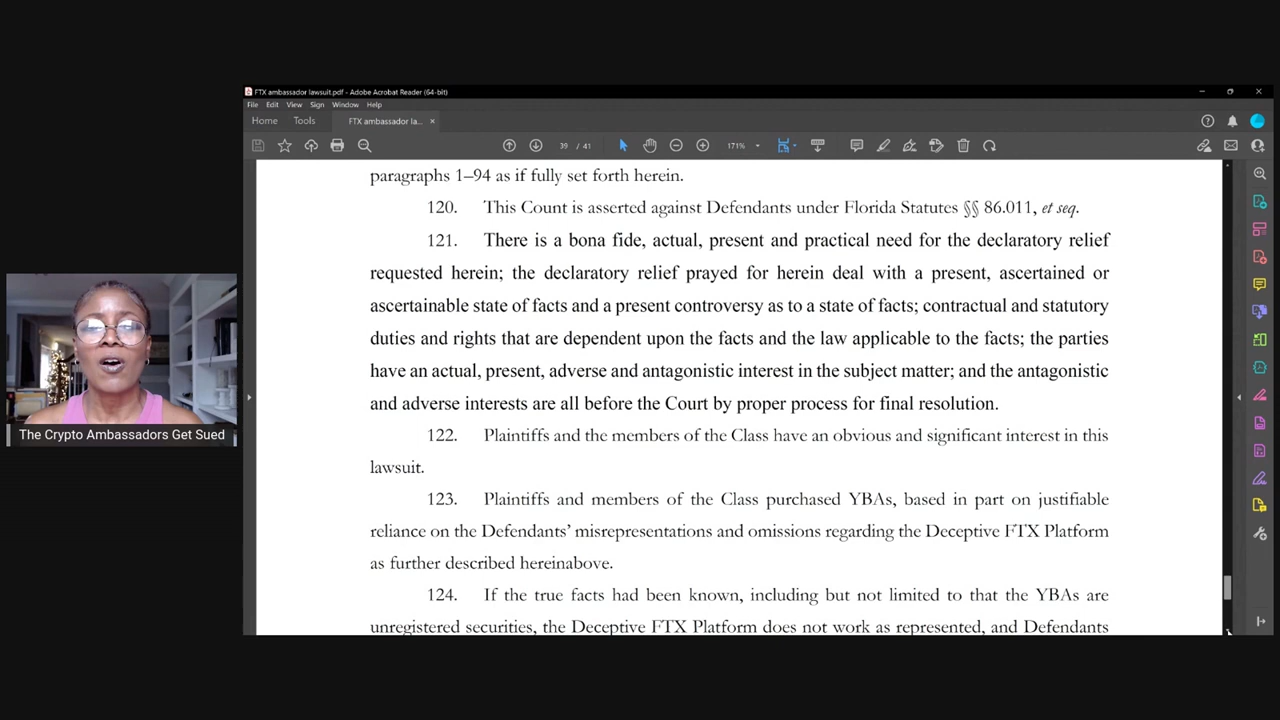 FTX ambassador lawsuit.pdf - Adobe Acrobat Reader (64-bit)
File Edit View Sign Window Help
Home Tools FTX ambassador la... ×
39 / 41 171%
paragraphs 1–94 as if fully set forth herein.
120. This Count is asserted against Defendants under Florida Statutes §§ 86.011, et seq.
121. There is a bona fide, actual, present and practical need for the declaratory relief
requested herein; the declaratory relief prayed for herein deal with a present, ascertained or
ascertainable state of facts and a present controversy as to a state of facts; contractual and statutory
duties and rights that are dependent upon the facts and the law applicable to the facts; the parties
have an actual, present, adverse and antagonistic interest in the subject matter; and the antagonistic
and adverse interests are all before the Court by proper process for final resolution.
122. Plaintiffs and the members of the Class have an obvious and significant interest in this
lawsuit.
123. Plaintiffs and members of the Class purchased YBAs, based in part on justifiable
reliance on the Defendants’ misrepresentations and omissions regarding the Deceptive FTX Platform
as further described hereinabove.
124. If the true facts had been known, including but not limited to that the YBAs are
unregistered securities, the Deceptive FTX Platform does not work as represented, and Defendants
The Crypto Ambassadors Get Sued